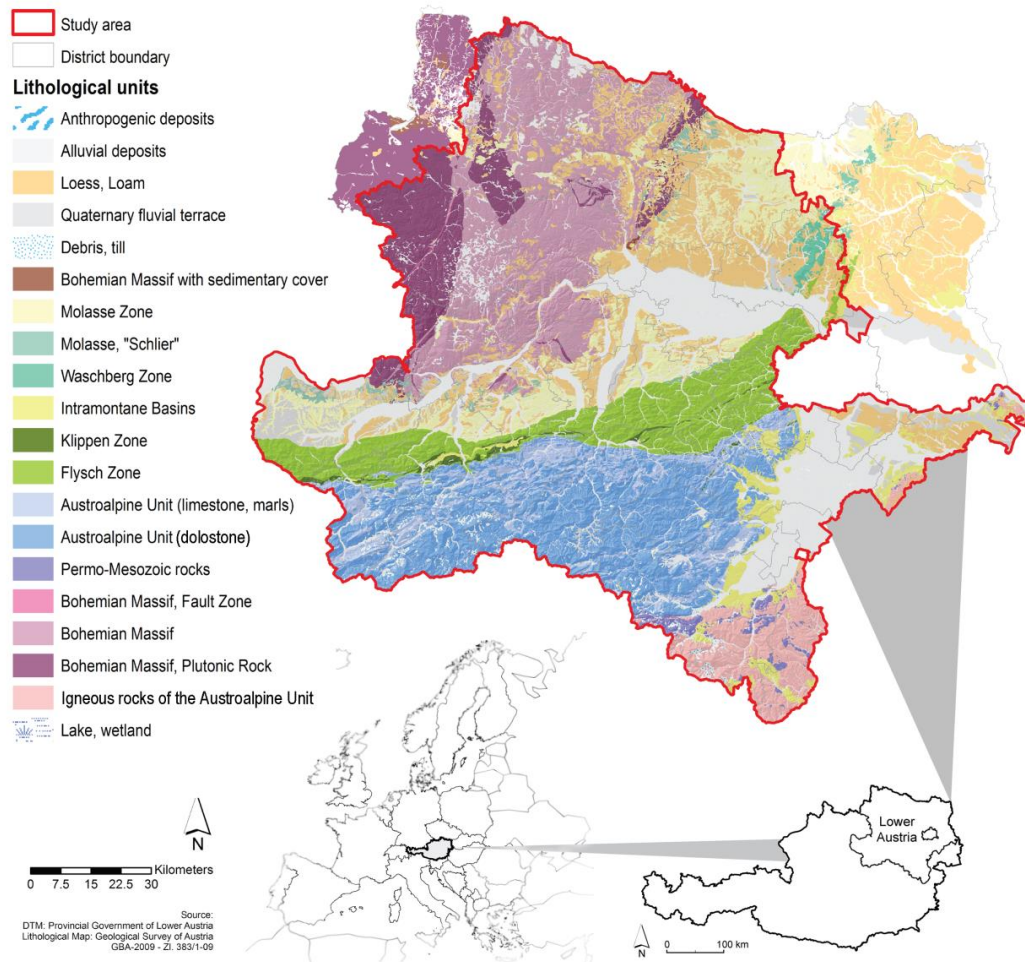 Study area
District boundary
Lithological units
Anthropogenic deposits
Alluvial deposits
Loess, Loam
Quaternary fluvial terrace
Debris, till
Bohemian Massif with sedimentary cover
Molasse Zone
Molasse, "Schlier"
Waschberg Zone
Intramontane Basins
Klippen Zone
Flysch Zone
Austroalpine Unit (limestone, marls)
Austroalpine Unit (dolostone)
Permo-Mesozoic rocks
Bohemian Massif, Fault Zone
Bohemian Massif
Bohemian Massif, Plutonic Rock
Igneous rocks of the Austroalpine Unit
Lake, wetland
N
Kilometers
0 7.5 15 22.5 30
Source:
DTM: Provincial Government of Lower Austria
Lithological Map: Geological Survey of Austria
GBA-2009 - Zl. 383/1-09
Lower
Austria
N
0 100 km